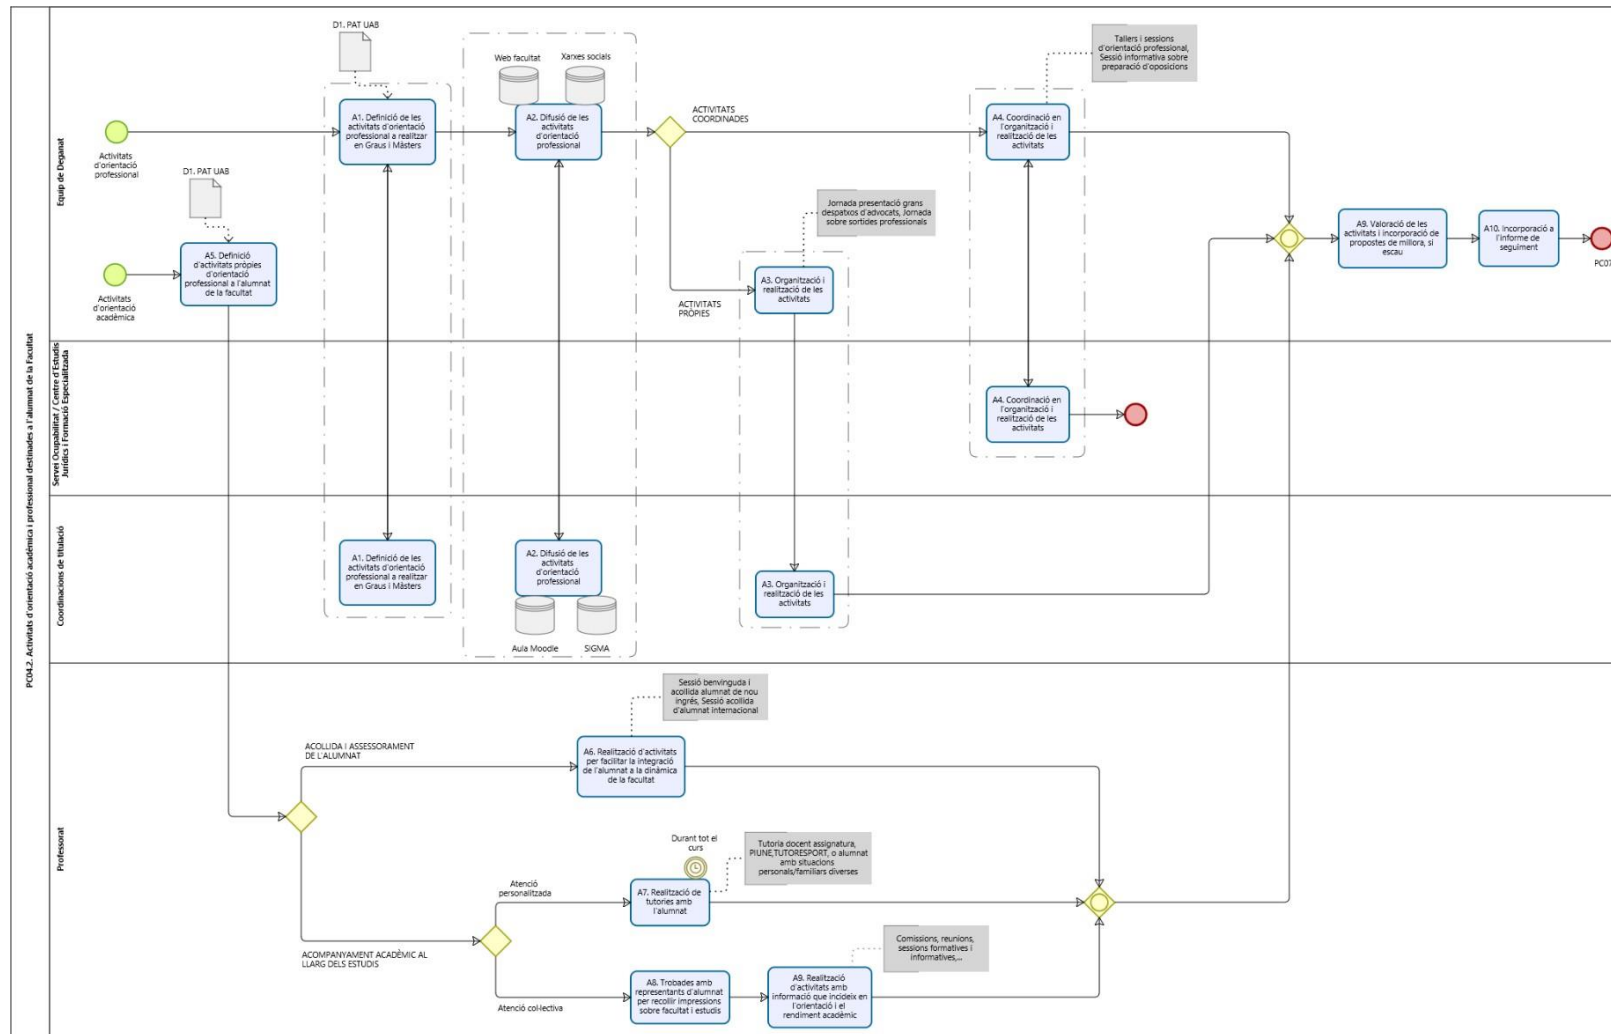 PC04.2. Activitats d'orientació acadèmica i professional destinades a l'alumnat de la Facultat
Equip de Deganat
D1. PAT UAB
Activitats
d'orientació
professional
A1. Definició de les
activitats d'orientació
professional a realitzar
en Graus i Màsters
Web facultat
Xarxes socials
A2. Difusió de les
activitats
d'orientació
professional
ACTIVITATS
COORDINADES
A4. Coordinació en
l'organització i
realització de les
activitats
Tallers i sessions
d'orientació professional,
Sessió informativa sobre
preparació d'oposicions
D1. PAT UAB
Activitats
d'orientació
acadèmica
A5. Definició
d'activitats pròpies
d'orientació
professional a l'alumnat
de la facultat
ACTIVITATS
PRÒPIES
Jornada presentació grans
despatxos d'advocats, Jornada
sobre sortides professionals
A3. Organització i
realització de les
activitats
A9. Valoració de les
activitats i incorporació de
propostes de millora, si
escau
A10. Incorporació a
l'informe de
seguiment
PC07
Servei Ocupabilitat / Centre d'Estudis
Jurídics i Formació Especialitzada
A4. Coordinació en
l'organització i
realització de les
activitats
Coordinacions de titulació
A1. Definició de les
activitats d'orientació
professional a realitzar
en Graus i Màsters
A2. Difusió de les
activitats
d'orientació
professional
Aula Moodle
SIGMA
A3. Organització i
realització de les
activitats
Professorat
ACOLLIDA I ASSESSORAMENT
DE L'ALUMNAT
Sessió benvinguda i
acollida alumnat de nou
ingrés, Sessió acollida
d'alumnat internacional
A6. Realització d'activitats
per facilitar la integració
de l'alumnat a la dinàmica
de la facultat
ACOMPANYAMENT ACADÈMIC AL
LLARG DELS ESTUDIS
Atenció
personalitzada
Durant tot el
curs
A7. Realització de
tutories amb
l'alumnat
Tutoria docent assignatura,
PIUNE,TUTORESPORT, o alumnat
amb situacions
personals/familiars diverses
Atenció col·lectiva
A8. Trobades amb
representants d'alumnat
per recollir impressions
sobre facultat i estudis
A9. Realització
d'activitats amb
informació que incideix en
l'orientació i el
rendiment acadèmic
Comissions, reunions,
sessions formatives i
informatives,...